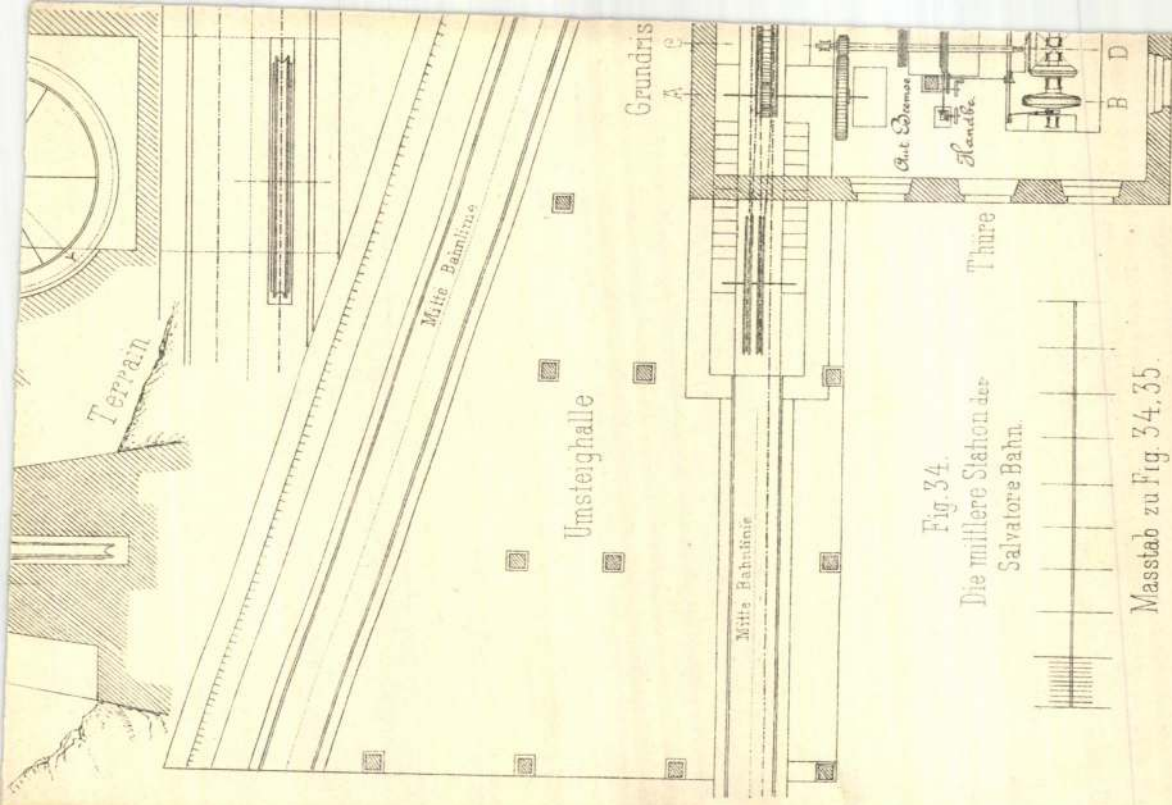 Terrain
Mitte Bahnlinie
Umsteighalle
Mitte Bahnlinie
Grundris
A C
Aut. Bremse
Handbr.
B D
Thüre
Fig. 34.
Die mittlere Station der
Salvatore Bahn.
Masstab zu Fig. 34, 35.